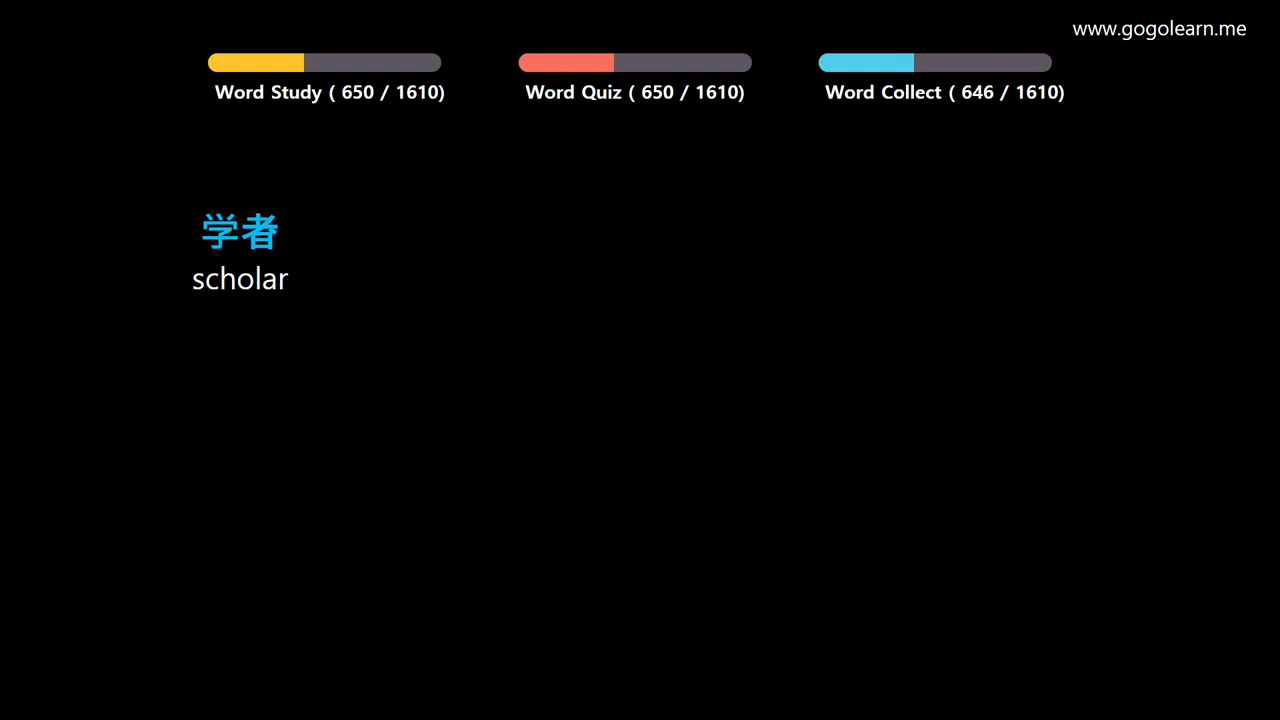 www.gogolearn.me
Word Study ( 650 / 1610)
Word Quiz ( 650 / 1610)
Word Collect ( 646 / 1610)
学者
scholar